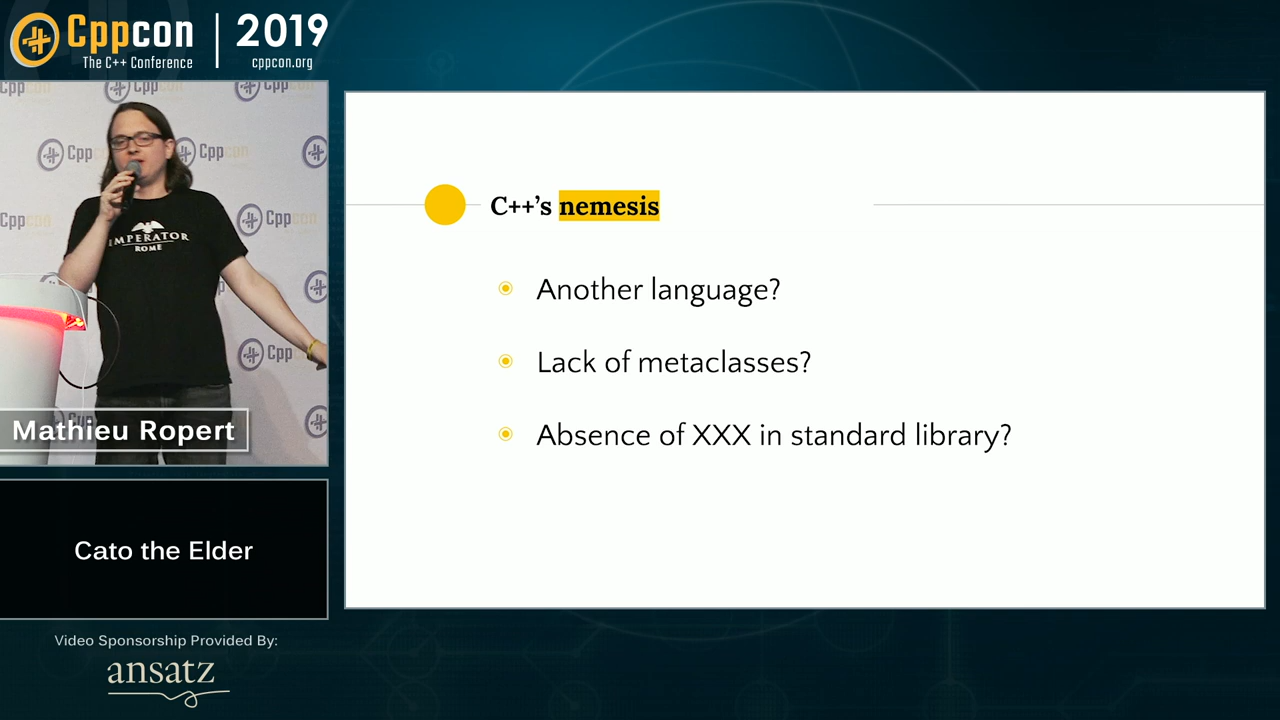 Cppcon
The C++ Conference
2019
cppcon.org
IMPERATOR
ROME
Mathieu Ropert
Cato the Elder
Video Sponsorship Provided By:
ansatz
C++’s nemesis
Another language?
Lack of metaclasses?
Absence of XXX in standard library?